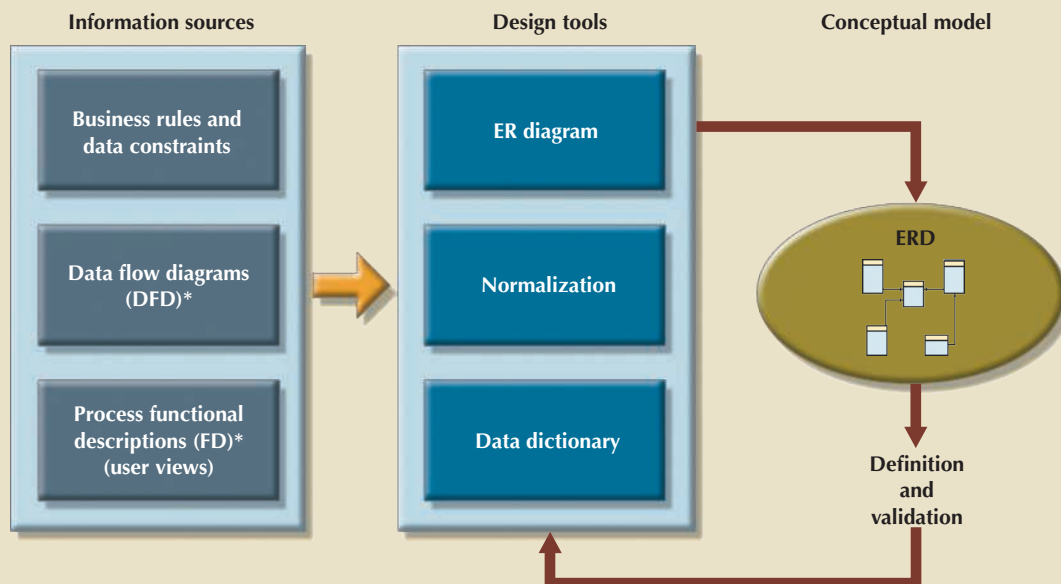 Information sources
Design tools
Conceptual model
Business rules and
data constraints
Data flow diagrams
(DFD)*
Process functional
descriptions (FD)*
(user views)
ER diagram
Normalization
Data dictionary
ERD
Definition
and
validation